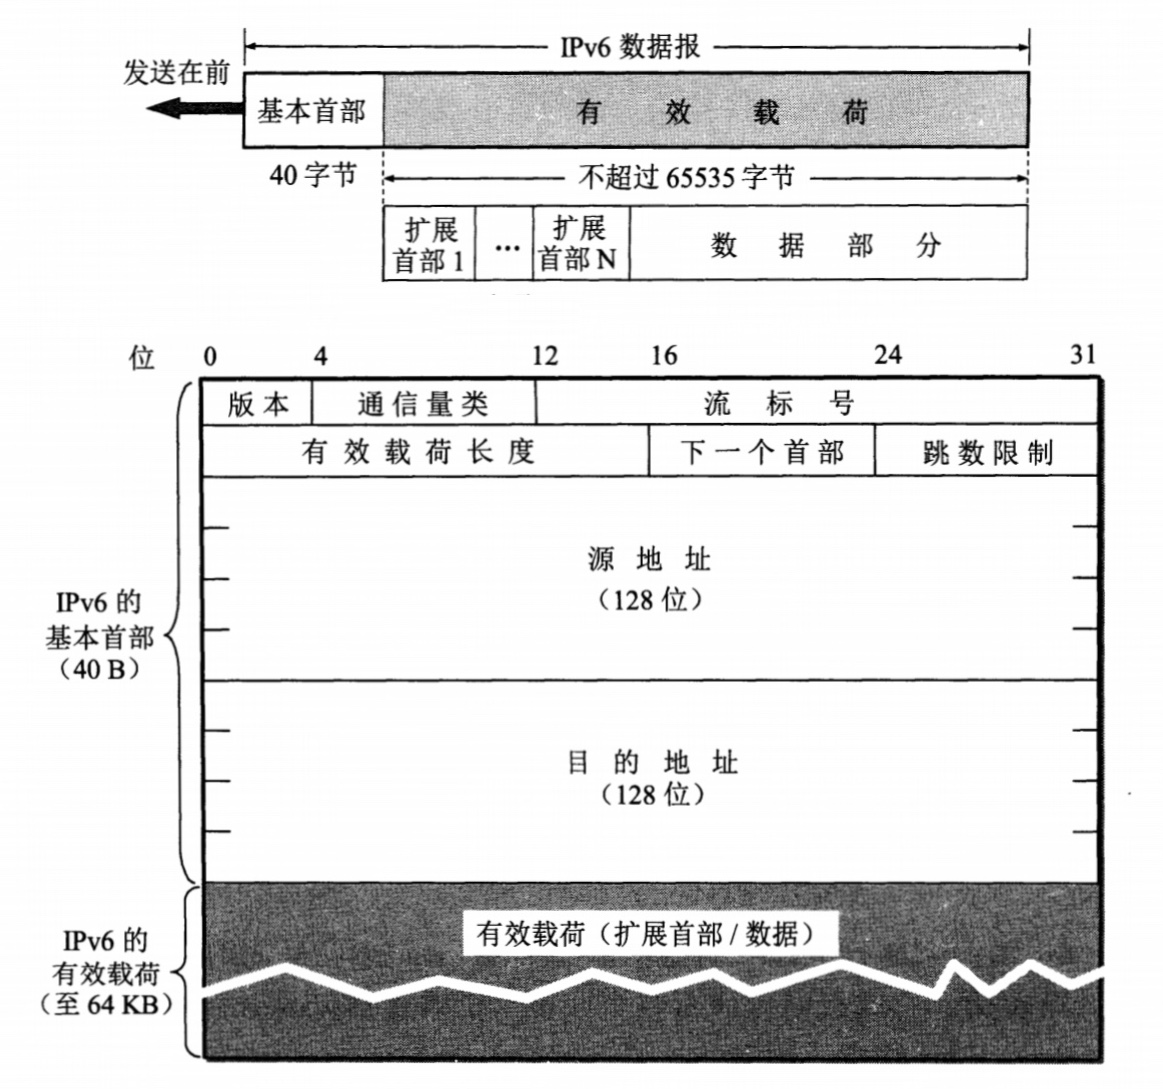 IPv6 数据报
发送在前
基本首部
有效载荷
40 字节
不超过 65535 字节
扩展
首部 1
...
扩展
首部 N
数据部分
位 0 4 12 16 24 31
版本 通信量类 流标号
有效载荷长度 下一个首部 跳数限制
源地址
（128 位）
IPv6 的
基本首部
（40 B）
目的地址
（128 位）
有效载荷（扩展首部 / 数据）
IPv6 的
有效载荷
（至 64 KB）